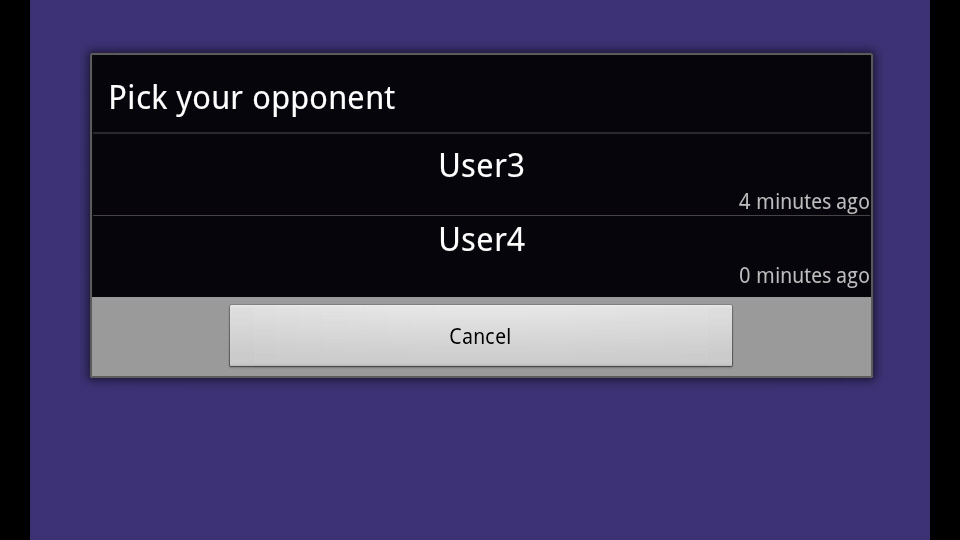 Pick your opponent
User3
4 minutes ago
User4
0 minutes ago
Cancel